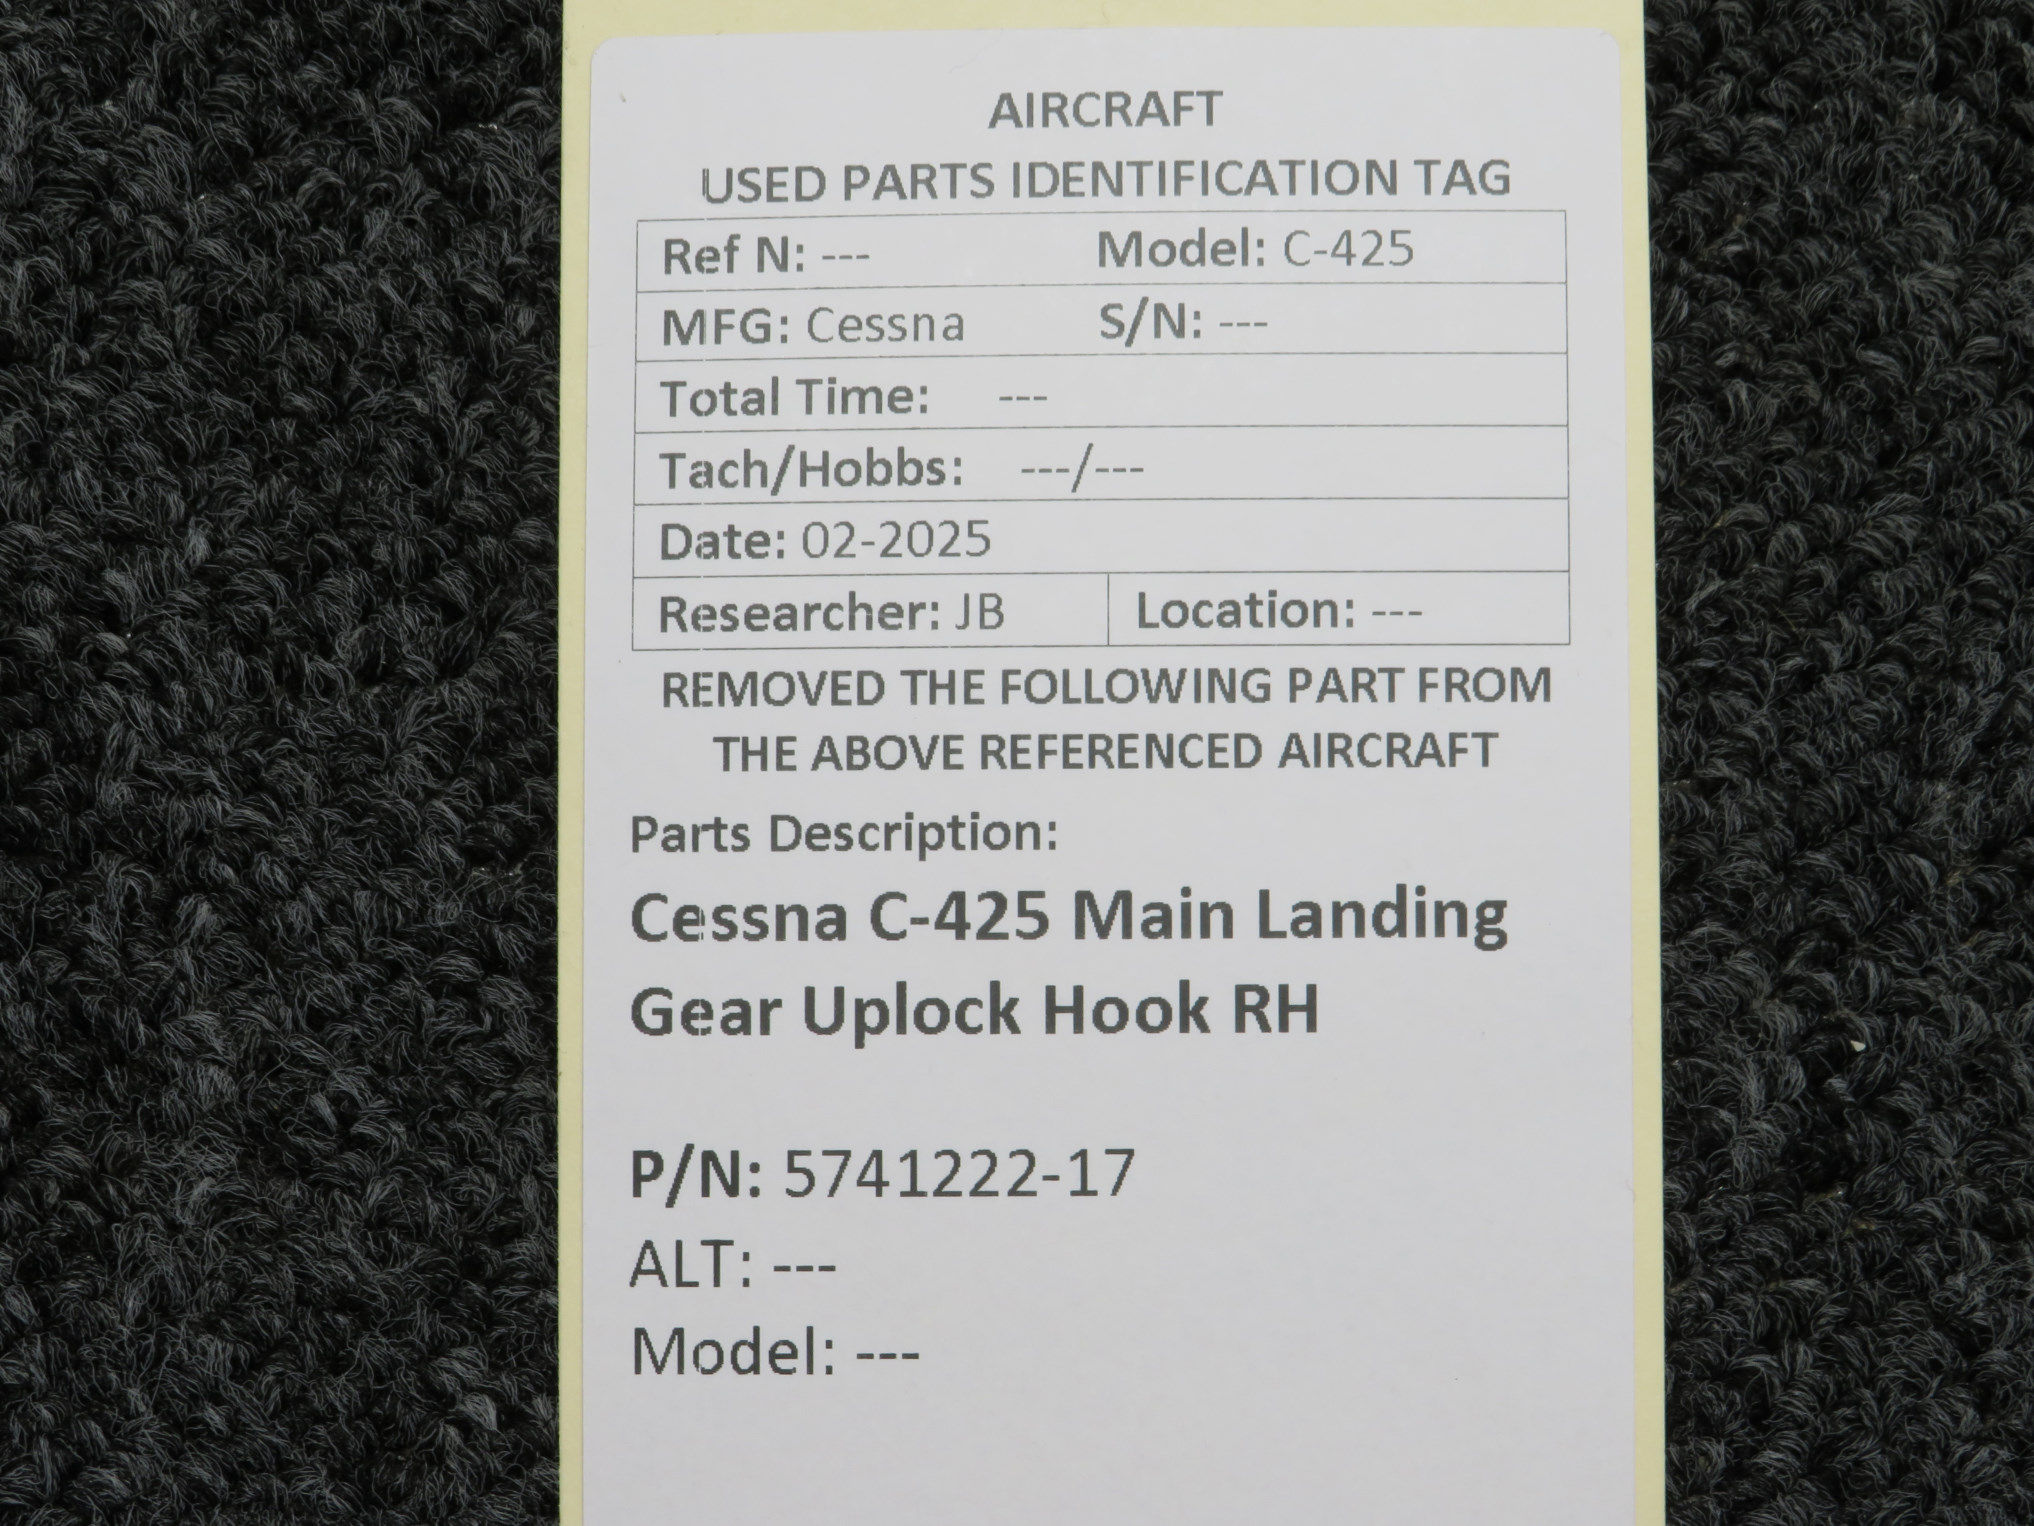 AIRCRAFT
USED PARTS IDENTIFICATION TAG
Ref N: --- Model: C-425
MFG: Cessna S/N: ---
Total Time: ---
Tach/Hobbs: ---/---
Date: 02-2025
Researcher: JB Location: ---
REMOVED THE FOLLOWING PART FROM
THE ABOVE REFERENCED AIRCRAFT
Parts Description:
Cessna C-425 Main Landing
Gear Uplock Hook RH
P/N: 5741222-17
ALT: ---
Model: ---